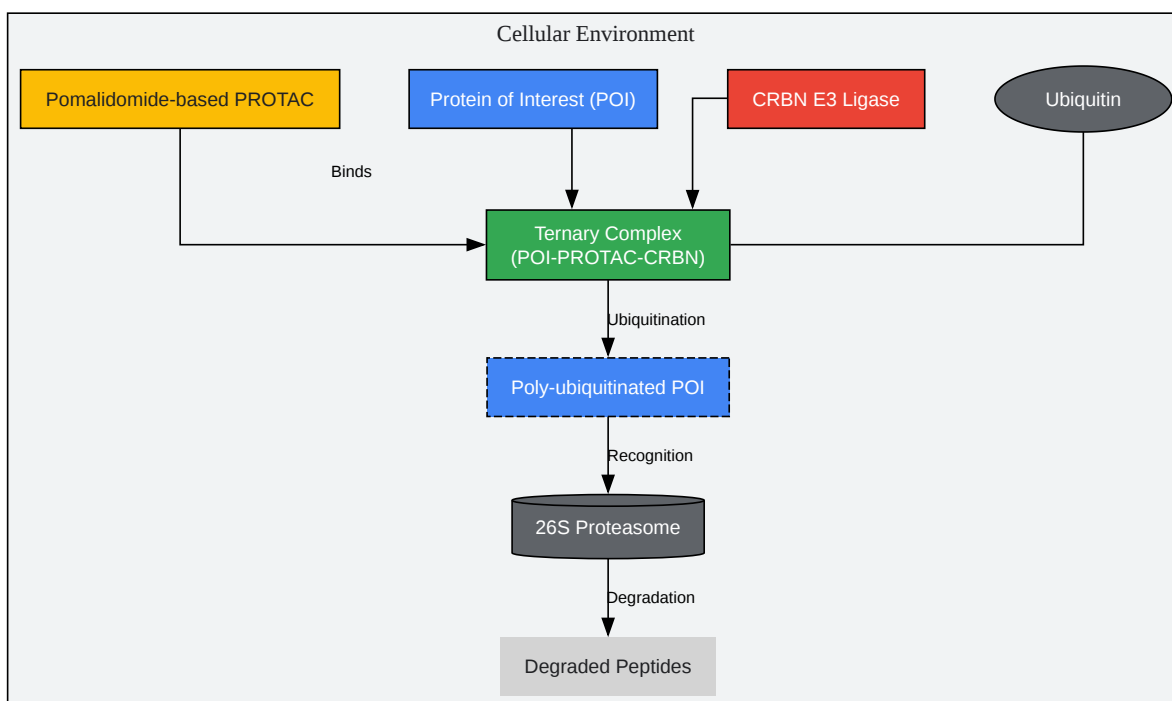 Cellular Environment
Pomalidomide-based PROTAC
Protein of Interest (POI)
CRBN E3 Ligase
Ubiquitin
Binds
Ternary Complex
(POI-PROTAC-CRBN)
Ubiquitination
Poly-ubiquitinated POI
Recognition
26S Proteasome
Degradation
Degraded Peptides